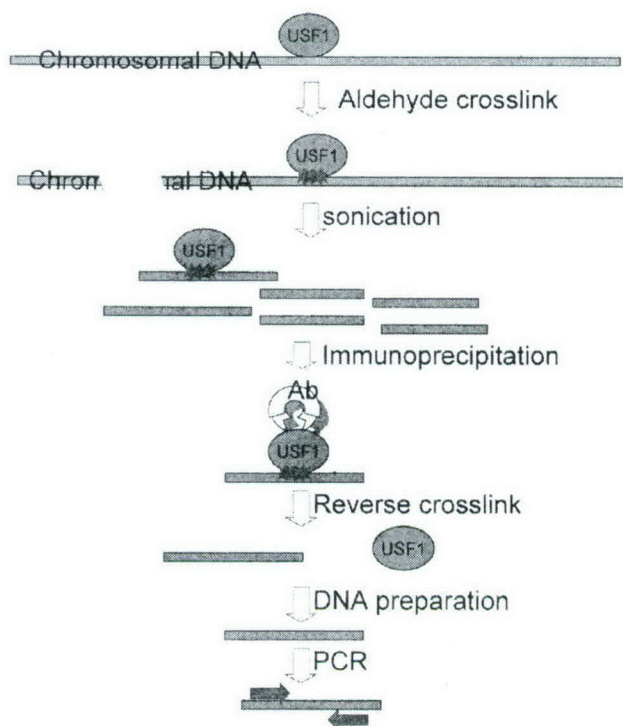 USF1
Chromosomal DNA
Aldehyde crosslink
USF1
Chrom al DNA
sonication
USF1
Immunoprecipitation
Ab
USF1
Reverse crosslink
USF1
DNA preparation
PCR